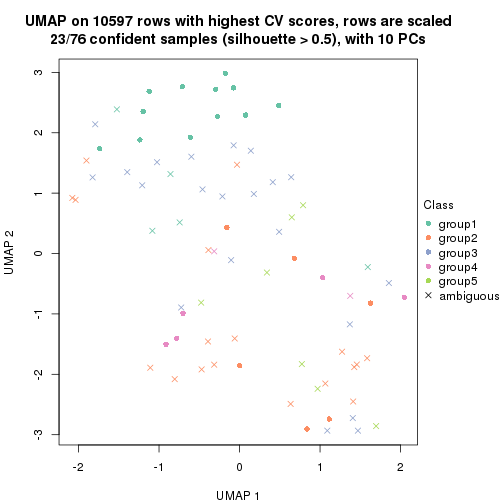 UMAP on 10597 rows with highest CV scores, rows are scaled
23/76 confident samples (silhouette > 0.5), with 10 PCs
3
2
1
0
-1
-2
-3
UMAP 2
-2
-1
0
1
2
UMAP 1
Class
group1
group2
group3
group4
group5
ambiguous